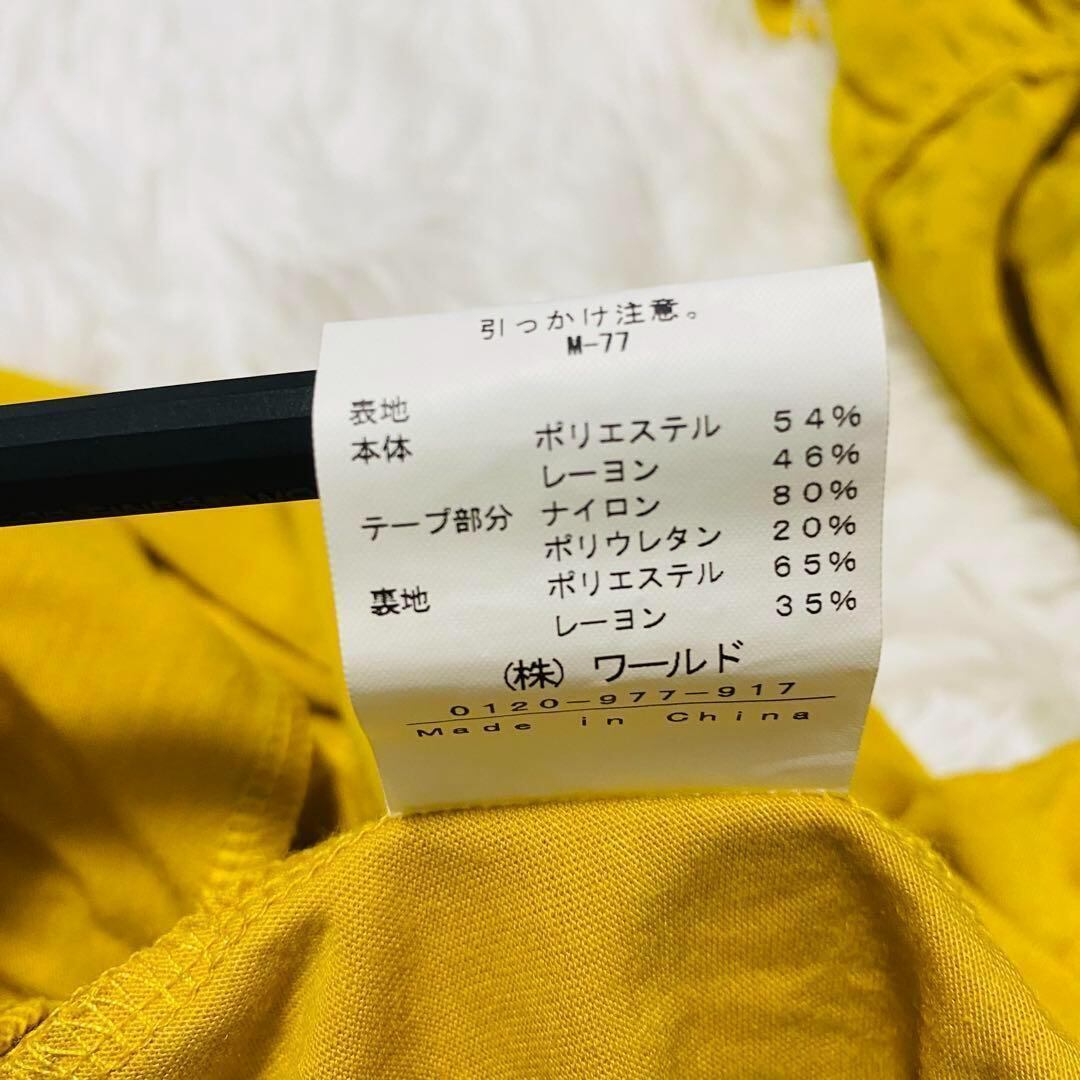 引っかけ注意。
M-77
表地
本体 ポリエステル 54%
レーヨン 46%
テープ部分 ナイロン 80%
ポリウレタン 20%
裏地 ポリエステル 65%
レーヨン 35%
(株) ワールド
0120-977-917
Made in China